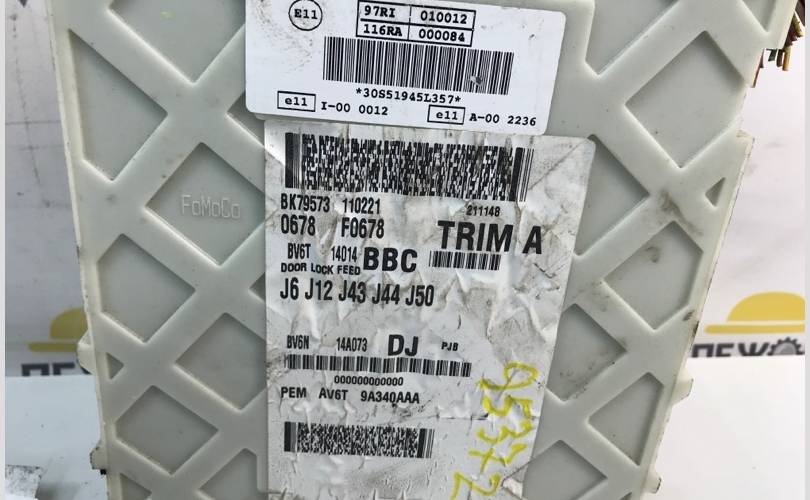 E11
97RI 010012
116RA 000084
*30S51945L357*
e11 I-00 0012 e11 A-00 2236
FoMoCo
BK79573 110221 211148
0678 F0678 TRIM A
BV6T 14014 BBC
DOOR LOCK FEED
J6 J12 J43 J44 J50
BV6N 14A073 DJ PJB
000000000000
PEM AV6T 9A340AAA
95372